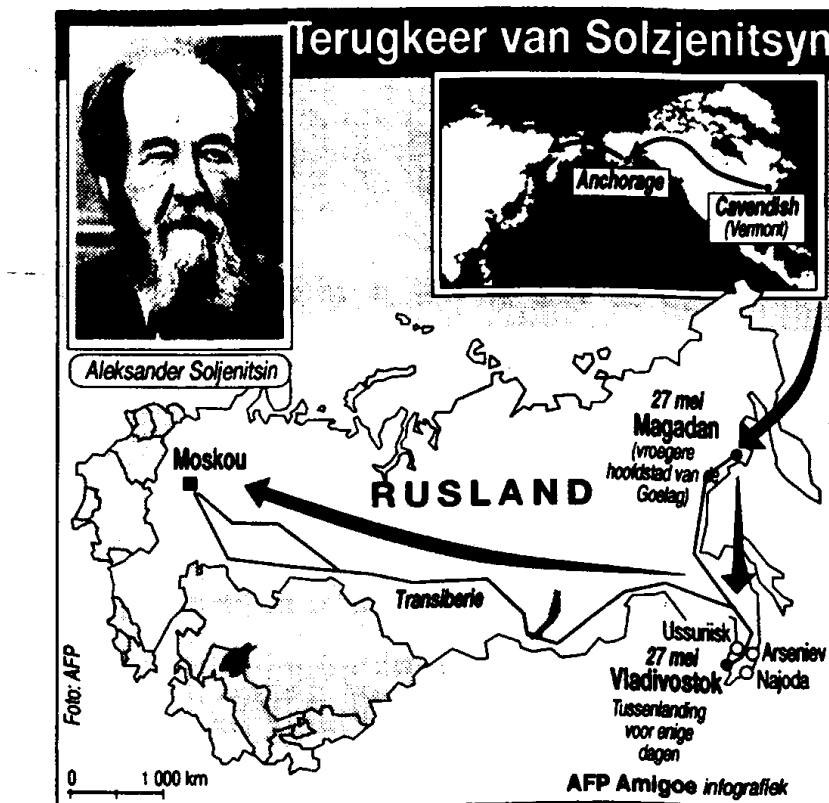 Terugkeer van Solzjenitsyn
Anchorage
Cavendish
(Vermont)
Aleksander Soljenitsin
27 mei
Magadan
(vroegere
hoofdstad van de
Goelag)
Moskou
RUSLAND
Transiberie
Ussuriisk
Arseniev
27 mei
Vladivostok
Najoda
Tussenlanding
voor enige
dagen
Foto: AFP
0 1 000 km
AFP Amigoe infografiek